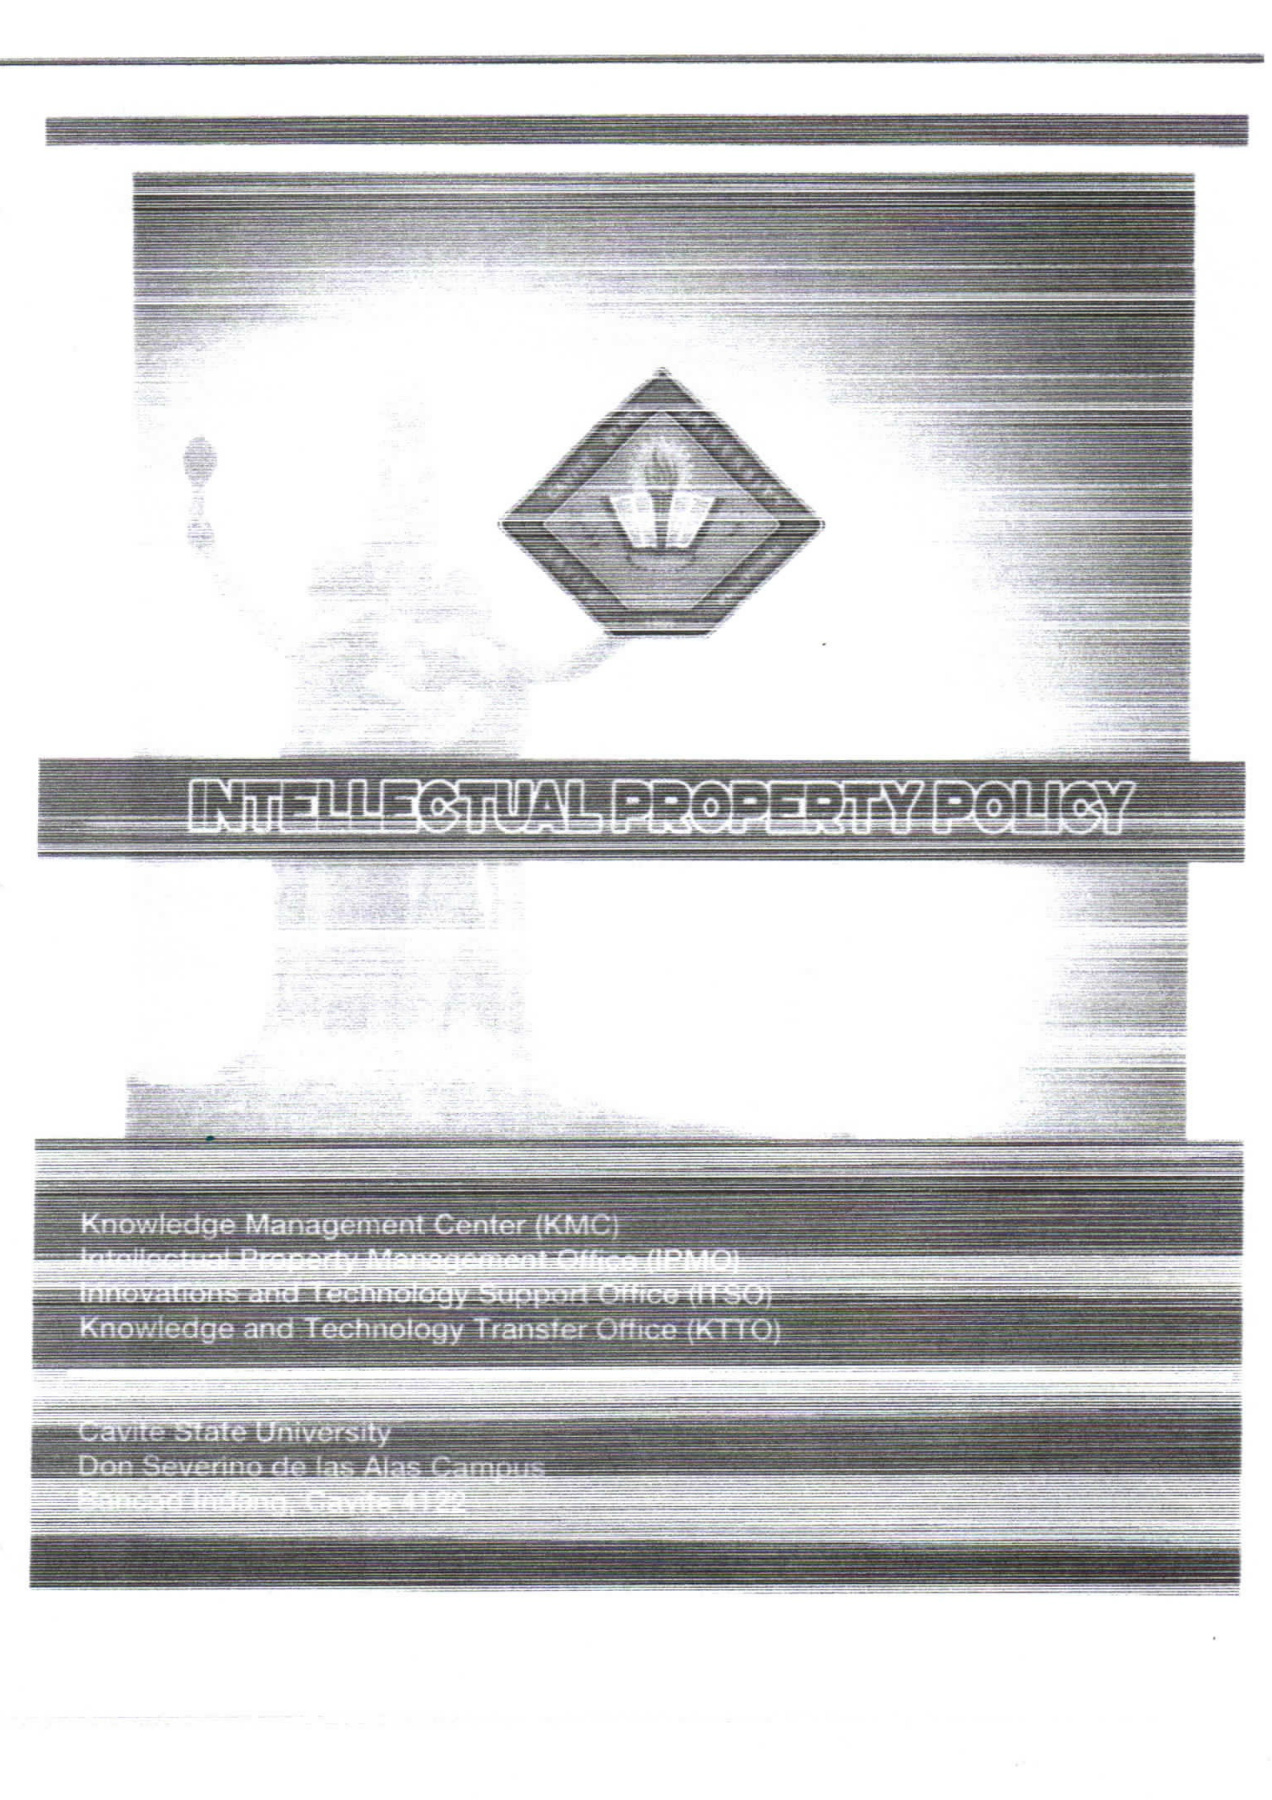 INTELLECTUAL PROPERTY POLICY
Knowledge Management Center (KMC)
Intellectual Property Management Office (IPMO)
Innovations and Technology Support Office (ITSO)
Knowledge and Technology Transfer Office (KTTO)
Cavite State University
Don Severino de las Alas Campus
Bancod Indang, Cavite 4122